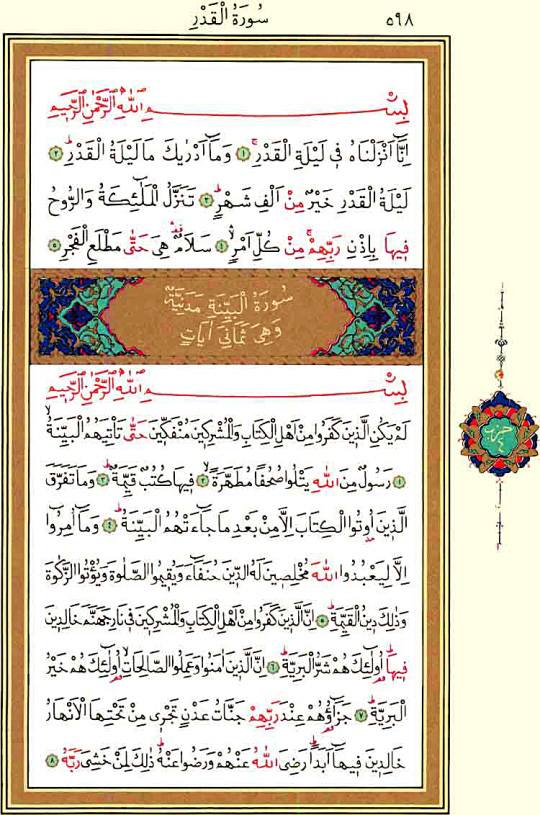 سُورَةُ الْقَدْرِ ٥٩٨
بِسْمِ اللّٰهِ الرَّحْمٰنِ الرَّحِيمِ
اِنَّٓا اَنْزَلْنَاهُ فٖى لَيْلَةِ الْقَدْرِۚ ﴿١﴾ وَمَٓا اَدْرٰيكَ مَا لَيْلَةُ الْقَدْرِۜ ﴿٢﴾
لَيْلَةُ الْقَدْرِ خَيْرٌ مِنْ اَلْفِ شَهْرٍۜ ﴿٣﴾ تَنَزَّلُ الْمَلٰٓئِكَةُ وَالرُّوحُ
فٖيهَا بِاِذْنِ رَبِّهِمْۚ مِنْ كُلِّ اَمْرٍۙ ﴿٤﴾ سَلَامٌ۠ هِىَ حَتّٰى مَطْلَعِ الْفَجْرِ ﴿٥﴾
سُورَةُ الْبَيِّنَةِ مَدَنِيَّةٌ
وَهِىَ ثَمَانٖى اٰيَاتٍ
بِسْمِ اللّٰهِ الرَّحْمٰنِ الرَّحِيمِ
لَمْ يَكُنِ الَّذٖينَ كَفَرُوا مِنْ اَهْلِ الْكِتَابِ وَالْمُشْرِكٖينَ مُنْفَكّٖينَ حَتّٰى تَأْتِيَهُمُ الْبَيِّنَةُۙ
﴿١﴾ رَسُولٌ مِنَ اللّٰهِ يَتْلُوا صُحُفًا مُطَهَّرَةًۙ ﴿٢﴾ فٖيهَا كُتُبٌ قَيِّمَةٌۜ ﴿٣﴾ وَمَا تَفَرَّقَ
الَّذٖينَ اُو۫تُوا الْكِتَابَ اِلَّا مِنْ بَعْدِ مَا جَٓاءَتْهُمُ الْبَيِّنَةُۜ ﴿٤﴾ وَمَٓا اُمِرُٓوا
اِلَّا لِيَعْبُدُوا اللّٰهَ مُخْلِصٖينَ لَهُ الدّٖينَ حُنَفَٓاءَ وَيُقٖيمُوا الصَّلٰوةَ وَيُؤْتُوا الزَّكٰوةَ
وَذٰلِكَ دٖينُ الْقَيِّمَةِۜ ﴿٥﴾ اِنَّ الَّذٖينَ كَفَرُوا مِنْ اَهْلِ الْكِتَابِ وَالْمُشْرِكٖينَ فٖى نَارِ جَهَنَّمَ خَالِدٖينَ
فٖيهَاۜ اُو۬لٰٓئِكَ هُمْ شَرُّ الْبَرِيَّةِۜ ﴿٦﴾ اِنَّ الَّذٖينَ اٰمَنُوا وَعَمِلُوا الصَّالِحَاتِۙ اُو۬لٰٓئِكَ هُمْ خَيْرُ
الْبَرِيَّةِۜ ﴿٧﴾ جَزَٓاؤُ۬هُمْ عِنْدَ رَبِّهِمْ جَنَّاتُ عَدْنٍ تَجْرٖى مِنْ تَحْتِهَا الْاَنْهَارُ
خَالِدٖينَ فٖيهَٓا اَبَدًاۜ رَضِىَ اللّٰهُ عَنْهُمْ وَرَضُوا عَنْهُۜ ذٰلِكَ لِمَنْ خَشِىَ رَبَّهُ ﴿٨﴾
حزب